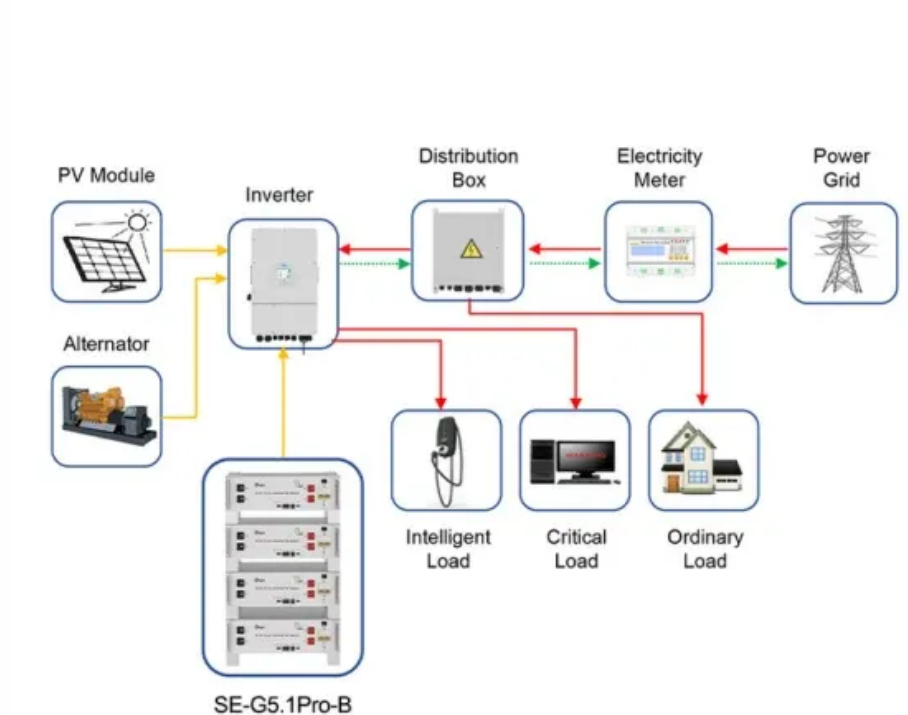 PV Module
Inverter
Distribution
Box
Electricity
Meter
Power
Grid
Alternator
Intelligent
Load
Critical
Load
Ordinary
Load
SE-G5.1Pro-B